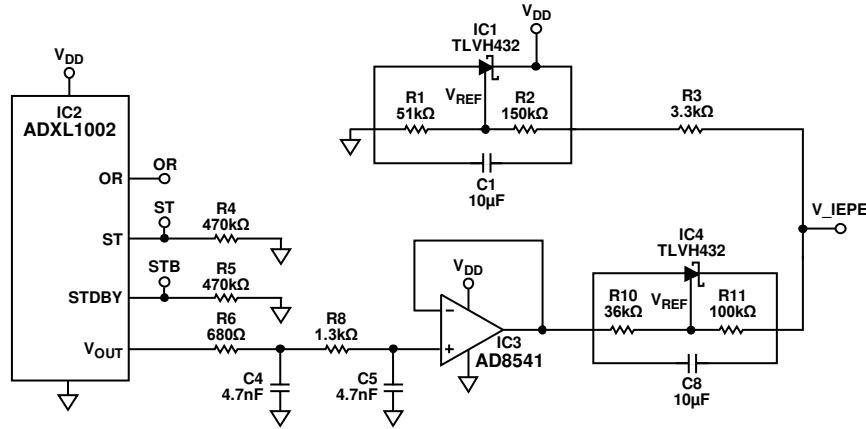 V_DD
IC2
ADXL1002
OR
OR
ST
ST
R4
470kΩ
STB
STDBY
R5
470kΩ
V_OUT
R6
680Ω
R8
1.3kΩ
C4
4.7nF
C5
4.7nF
IC1
TLVH432
V_DD
R1
51kΩ
V_REF
R2
150kΩ
C1
10µF
R3
3.3kΩ
V_IEPE
V_DD
−
+
IC3
AD8541
IC4
TLVH432
R10
36kΩ
V_REF
R11
100kΩ
C8
10µF